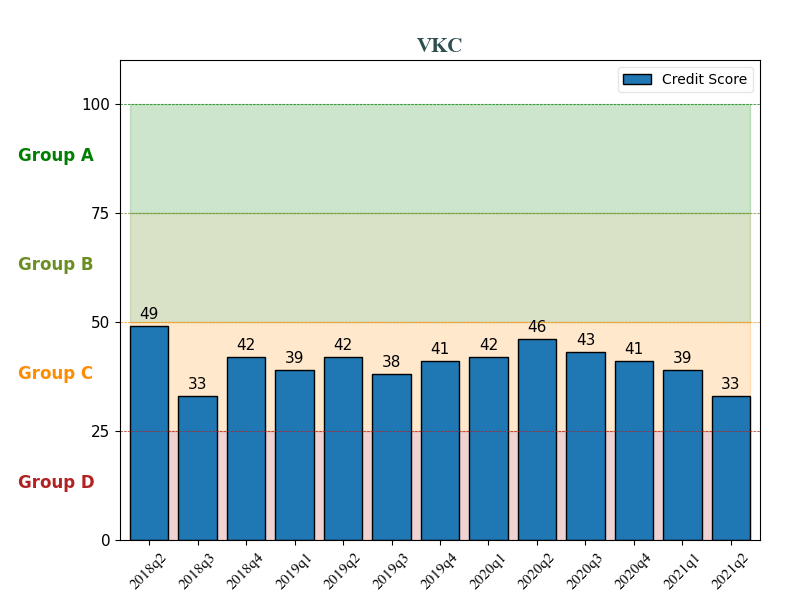 VKC
Credit Score
100
Group A
75
Group B
50
49
33
42
39
42
38
41
42
46
43
41
39
33
Group C
25
Group D
0
2018q2
2018q3
2018q4
2019q1
2019q2
2019q3
2019q4
2020q1
2020q2
2020q3
2020q4
2021q1
2021q2